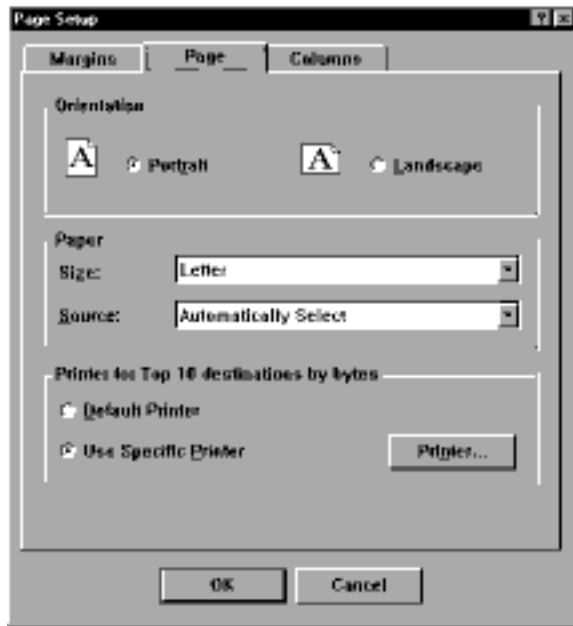 Page Setup
Margins Page Columns
Orientation
A Portrait A Landscape
Paper
Size: Letter
Source: Automatically Select
Printer for Top 10 destinations by bytes
Default Printer
Use Specific Printer Printer...
OK Cancel